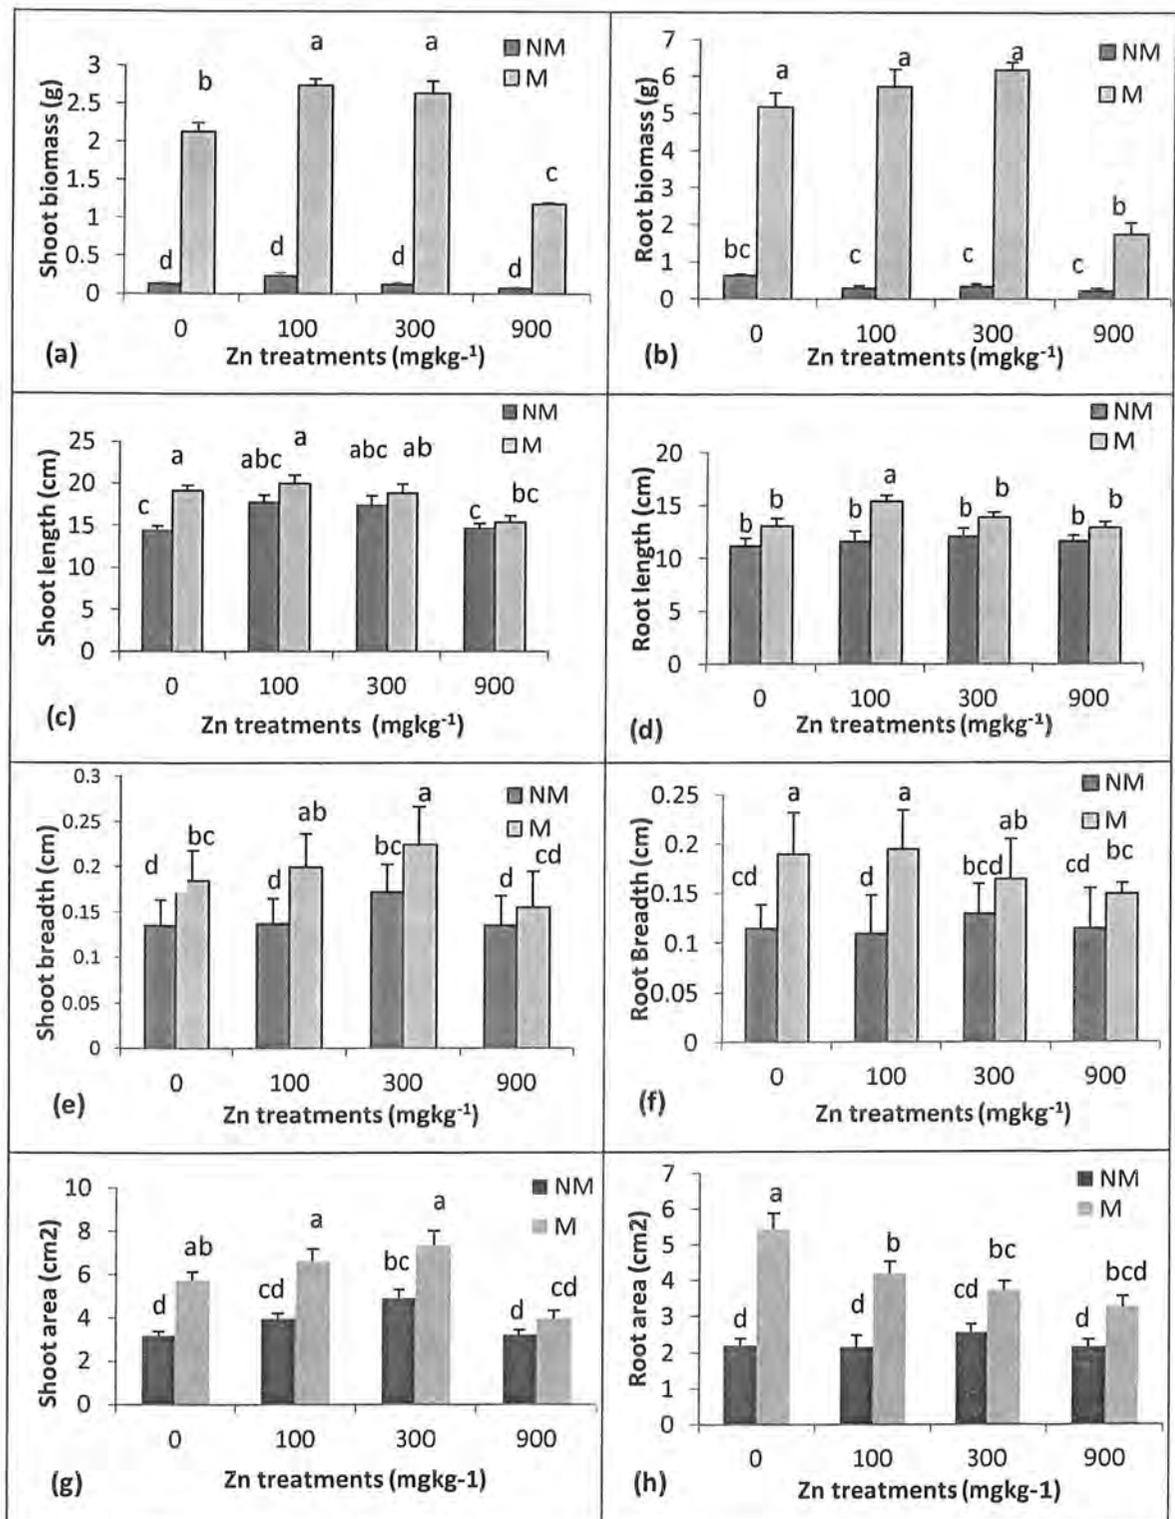 a a NM
b M
c
d d d d
3
2.5
2
1.5
1
0.5
0
Shoot biomass (g)
0 100 300 900
(a) Zn treatments (mgkg-¹)
a a a NM
M
b
bc c c c
7
6
5
4
3
2
1
0
Root biomass (g)
0 100 300 900
(b) Zn treatments (mgkg-¹)
NM
M
a abc a abc ab
c c bc
25
20
15
10
5
0
Shoot length (cm)
0 100 300 900
(c) Zn treatments (mgkg-¹)
NM
M
b b b a b b b b
20
15
10
5
0
Root length (cm)
0 100 300 900
(d) Zn treatments (mgkg-¹)
NM
M
d bc d ab bc a d cd
0.3
0.25
0.2
0.15
0.1
0.05
0
Shoot breadth (cm)
0 100 300 900
(e) Zn treatments (mgkg-¹)
NM
M
cd a d a bcd ab cd bc
0.25
0.2
0.15
0.1
0.05
0
Root Breadth (cm)
0 100 300 900
(f) Zn treatments (mgkg-¹)
NM
M
d ab cd a bc a d cd
10
8
6
4
2
0
Shoot area (cm2)
0 100 300 900
(g) Zn treatments (mgkg-1)
NM
M
d a d b cd bc d bcd
7
6
5
4
3
2
1
0
Root area (cm2)
0 100 300 900
(h) Zn treatments (mgkg-1)